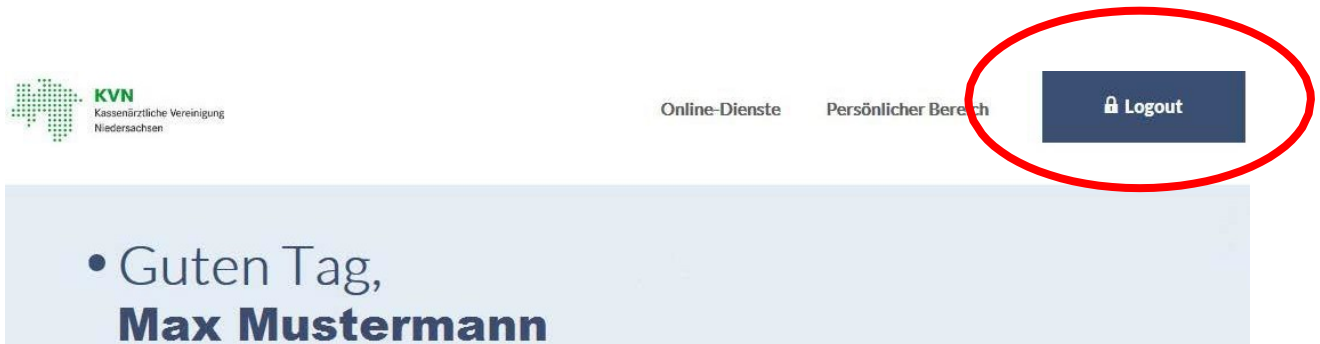 KVN
Kassenärztliche Vereinigung
Niedersachsen
Online-Dienste Persönlicher Bereich Logout
• Guten Tag,
Max Mustermann